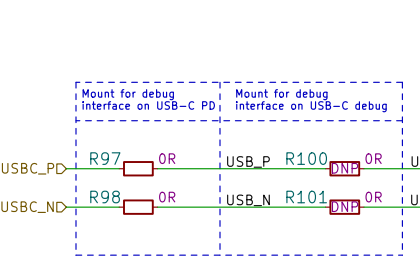 Mount for debug
interface on USB-C PD
Mount for debug
interface on USB-C debug
R97 0R
USBC_PD
USB_P
R100 0R
DNP
U
R98 0R
USBC_ND
USB_N
R101 0R
DNP
U